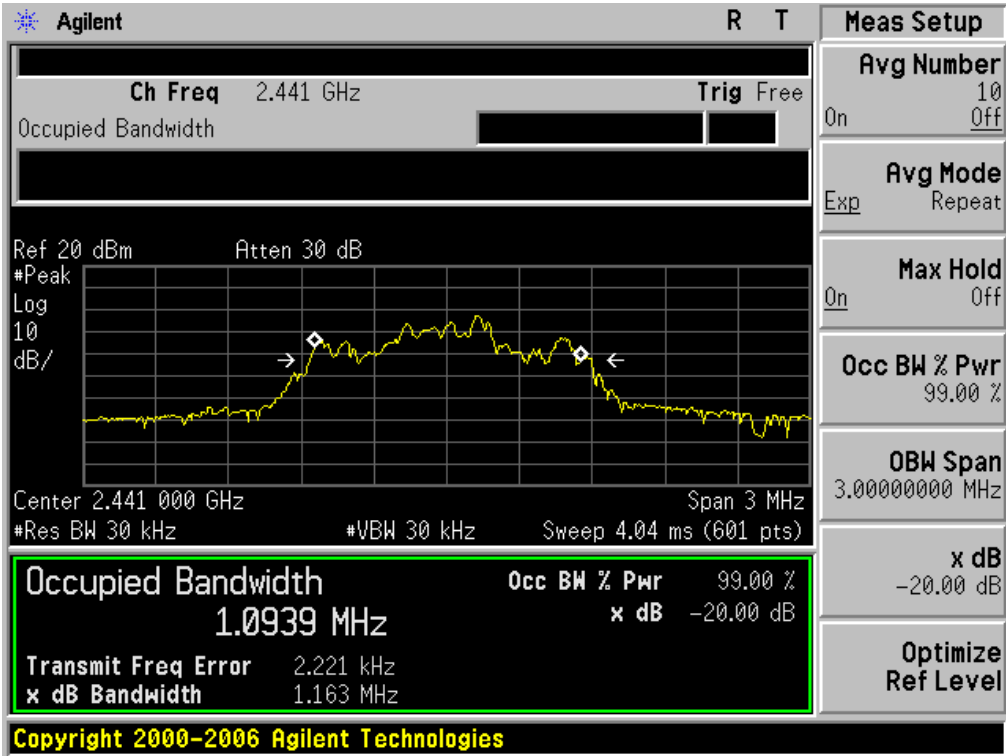 Agilent R T
Ch Freq 2.441 GHz Trig Free
Occupied Bandwidth
Ref 20 dBm Atten 30 dB
#Peak
Log
10
dB/
Center 2.441 000 GHz Span 3 MHz
#Res BW 30 kHz #VBW 30 kHz Sweep 4.04 ms (601 pts)
Occupied Bandwidth
1.0939 MHz
Occ BW % Pwr 99.00 %
x dB -20.00 dB
Transmit Freq Error 2.221 kHz
x dB Bandwidth 1.163 MHz
Copyright 2000-2006 Agilent Technologies
Meas Setup
Avg Number
10
On Off
Avg Mode
Exp Repeat
Max Hold
On Off
Occ BW % Pwr
99.00 %
OBW Span
3.00000000 MHz
x dB
-20.00 dB
Optimize
Ref Level